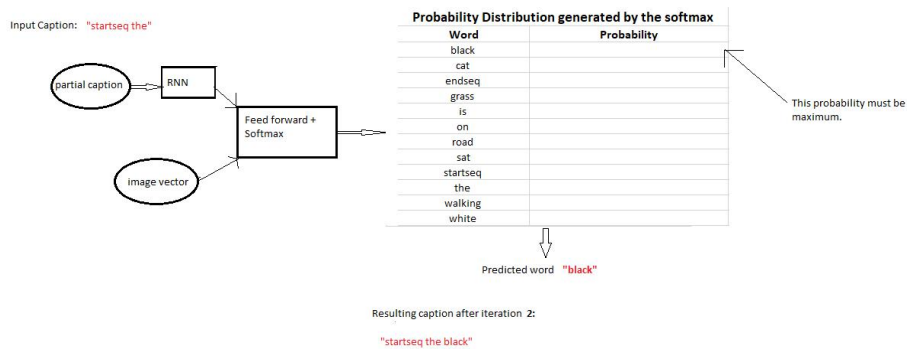 Input Caption: "startseq the"
partial caption
RNN
Feed forward +
Softmax
image vector
Probability Distribution generated by the softmax
Word Probability
black
cat
endseq
grass
is
on
road
sat
startseq
the
walking
white
This probability must be
maximum.
Predicted word "black"
Resulting caption after iteration 2:
"startseq the black"